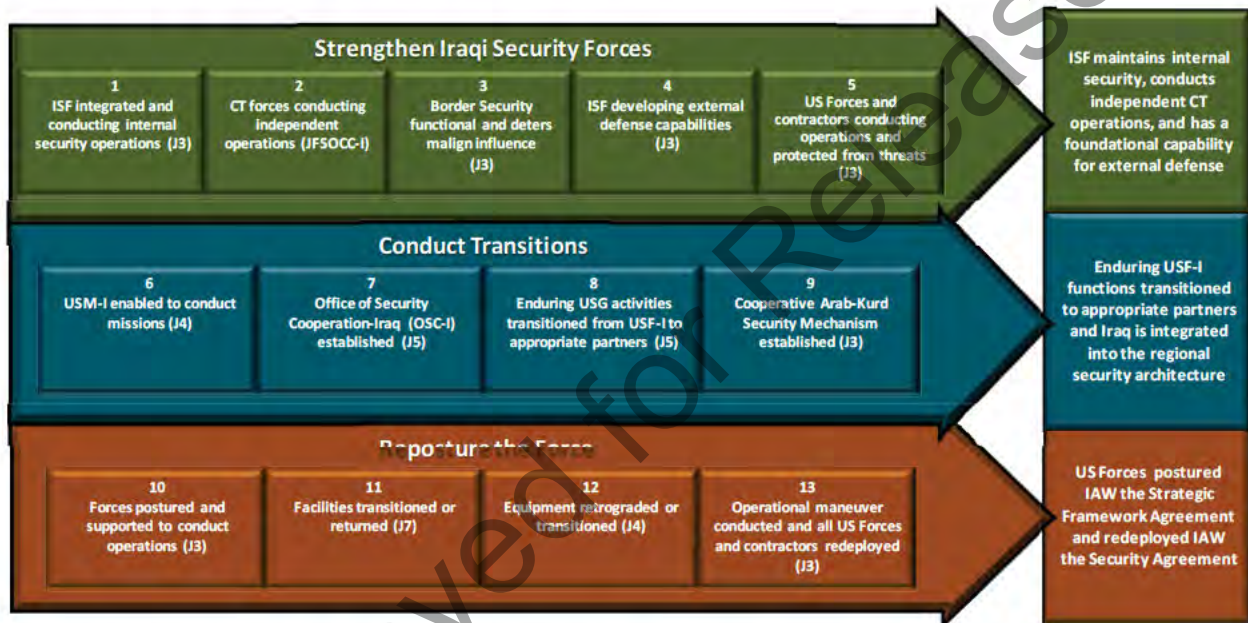 Strengthen Iraqi Security Forces
1
ISF integrated and
conducting internal
security operations (J3)
2
CT forces conducting
independent
operations (JFSOCC-I)
3
Border Security
functional and deters
malign influence
(J3)
4
ISF developing external
defense capabilities
(J3)
5
US Forces and
contractors conducting
operations and
protected from threats
(J3)
ISF maintains internal
security, conducts
independent CT
operations, and has a
foundational capability
for external defense
Conduct Transitions
6
USM-I enabled to conduct
missions (J4)
7
Office of Security
Cooperation-Iraq (OSC-I)
established (J5)
8
Enduring USG activities
transitioned from USF-I to
appropriate partners (J5)
9
Cooperative Arab-Kurd
Security Mechanism
established (J3)
Enduring USF-I
functions transitioned
to appropriate partners
and Iraq is integrated
into the regional
security architecture
Reposture the Force
10
Forces postured and
supported to conduct
operations (J3)
11
Facilities transitioned or
returned (J7)
12
Equipment retrograded or
transitioned (J4)
13
Operational maneuver
conducted and all US Forces
and contractors redeployed
(J3)
US Forces postured
IAW the Strategic
Framework Agreement
and redeployed IAW
the Security Agreement
for Release